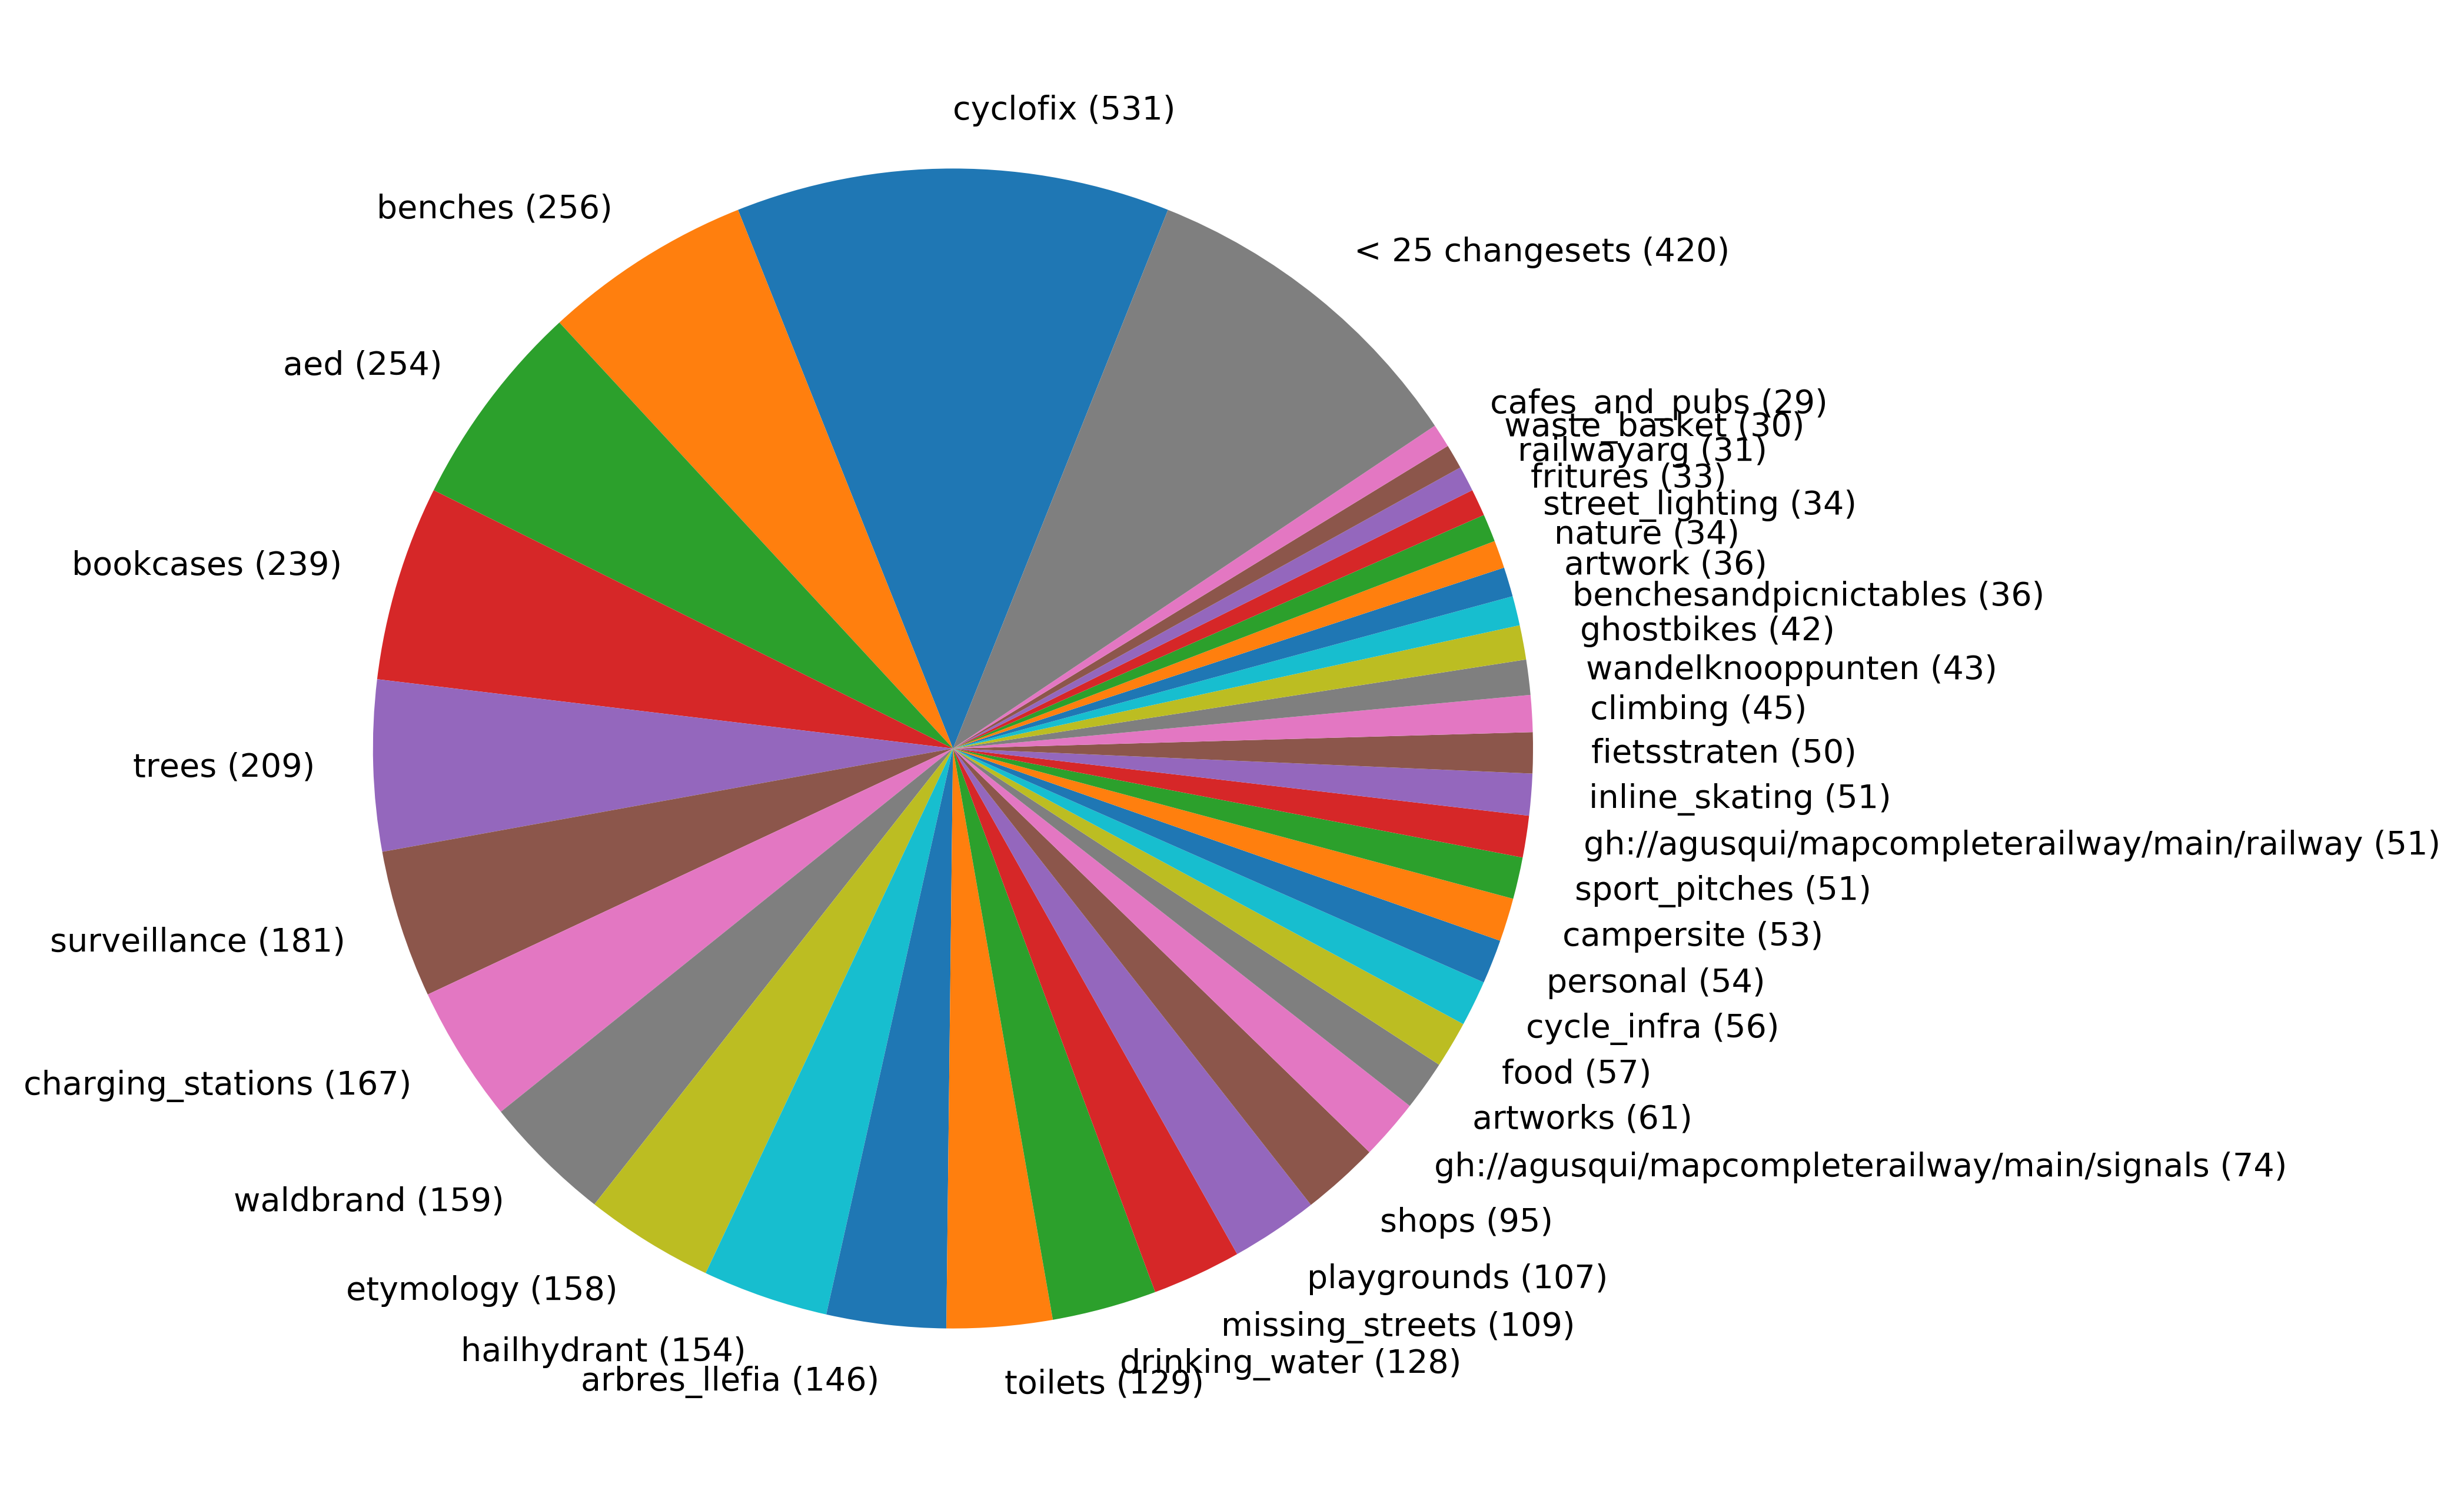 cyclofix (531)
benches (256)
aed (254)
bookcases (239)
trees (209)
surveillance (181)
charging_stations (167)
waldbrand (159)
etymology (158)
hailhydrant (154)
arbres_llefia (146)
toilets (129)
drinking_water (128)
missing_streets (109)
playgrounds (107)
shops (95)
gh://agusqui/mapcompleterailway/main/signals (74)
artworks (61)
food (57)
cycle_infra (56)
personal (54)
campersite (53)
sport_pitches (51)
gh://agusqui/mapcompleterailway/main/railway (51)
inline_skating (51)
fietsstraten (50)
climbing (45)
wandelknooppunten (43)
ghostbikes (42)
benchesandpicnictables (36)
artwork (36)
nature (34)
street_lighting (34)
fritures (33)
railwayarg (31)
waste_basket (30)
cafes_and_pubs (29)
< 25 changesets (420)